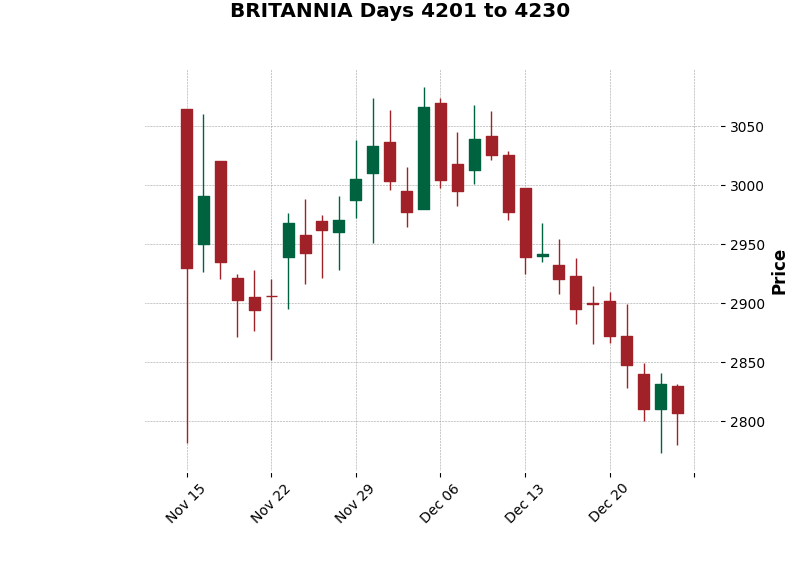 BRITANNIA Days 4201 to 4230
3050
3000
2950
2900
2850
2800
Price
Nov 15
Nov 22
Nov 29
Dec 06
Dec 13
Dec 20